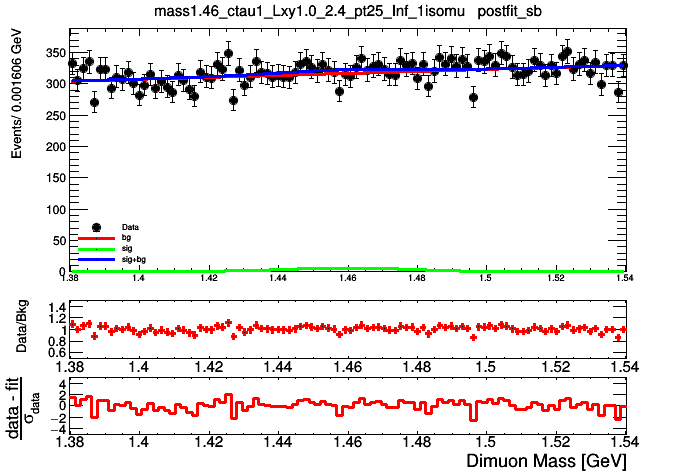 mass1.46_ctau1_Lxy1.0_2.4_pt25_Inf_1isomu postfit_sb
Events/ 0.001606 GeV
350
300
250
200
150
100
50
0
Data
bg
sig
sig+bg
1.38 1.4 1.42 1.44 1.46 1.48 1.5 1.52 1.54
Data/Bkg
1.4
1.2
1
0.8
0.6
1.38 1.4 1.42 1.44 1.46 1.48 1.5 1.52 1.54
data - fit
σdata
4
2
0
−2
−4
1.38 1.4 1.42 1.44 1.46 1.48 1.5 1.52 1.54
Dimuon Mass [GeV]